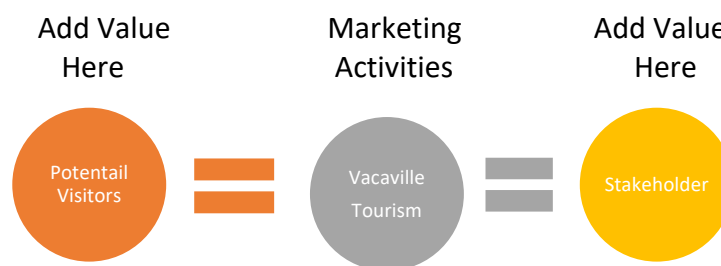 Add Value
Here
Marketing
Activities
Add Value
Here
Potentail
Visitors
Vacaville
Tourism
Stakeholder